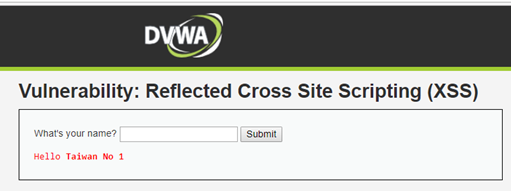 DVWA
Vulnerability: Reflected Cross Site Scripting (XSS)
What's your name? Submit
Hello Taiwan No 1